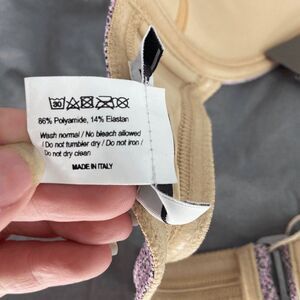 30
86% Polyamide, 14% Elastan
Wash normal / No bleach allowed
/ Do not tumbler dry / Do not iron /
/ Do not dry clean
MADE IN ITALY